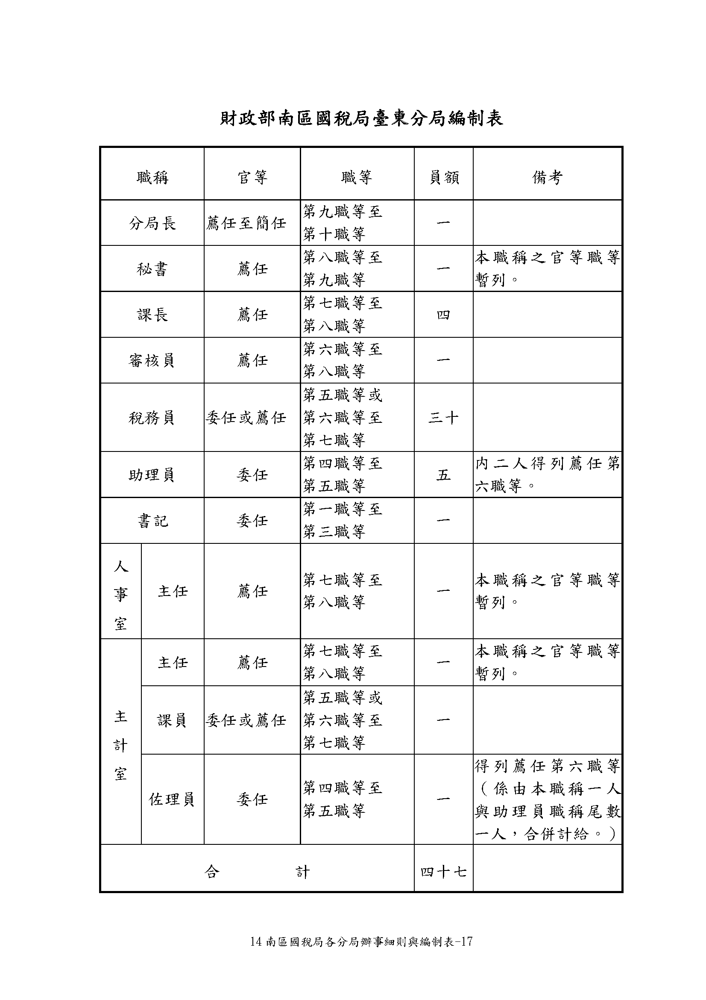 財政部南區國稅局臺東分局編制表
職稱 官等 職等 員額 備考
分局長 薦任至簡任 第九職等至
第十職等 一
秘書 薦任 第八職等至
第九職等 一 本職稱之官等職等
暫列。
課長 薦任 第七職等至
第八職等 四
審核員 薦任 第六職等至
第八職等 一
稅務員 委任或薦任 第五職等或
第六職等至
第七職等 三十
助理員 委任 第四職等至
第五職等 五 內二人得列薦任第
六職等。
書記 委任 第一職等至
第三職等 一
人事室 主任 薦任 第七職等至
第八職等 一 本職稱之官等職等
暫列。
主計室 主任 薦任 第七職等至
第八職等 一 本職稱之官等職等
暫列。
課員 委任或薦任 第五職等或
第六職等至
第七職等 一
佐理員 委任 第四職等至
第五職等 一 得列薦任第六職等
（係由本職稱一人
與助理員職稱尾數
一人，合併計給。）
合計 四十七
14 南區國稅局各分局辦事細則與編制表-17